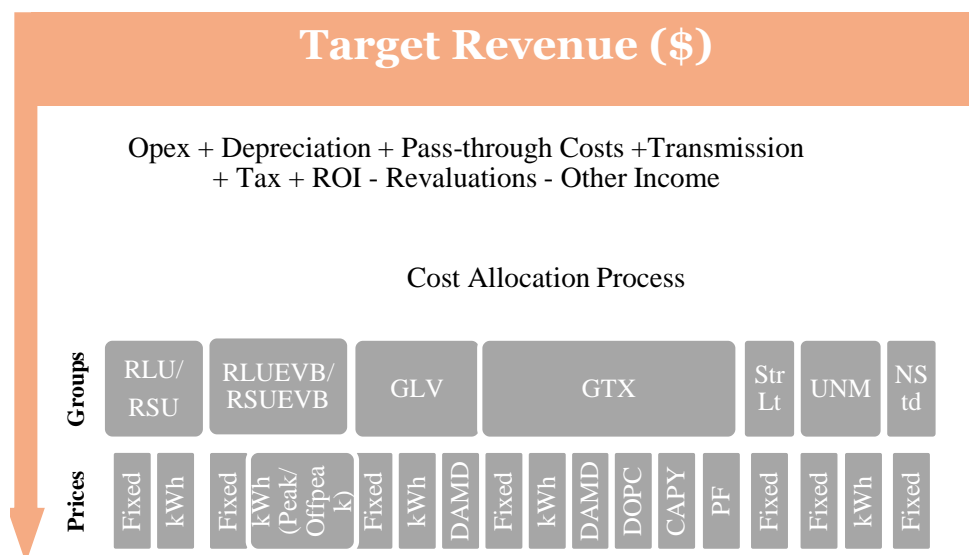 Target Revenue ($)
Opex + Depreciation + Pass-through Costs +Transmission
+ Tax + ROI - Revaluations - Other Income
Cost Allocation Process
Groups
RLU/
RSU
RLUEVB/
RSUEVB
GLV
GTX
Str
Lt
UNM
NS
td
Prices
Fixed
kWh
Fixed
kWh
(Peak/
Offpea
k)
Fixed
kWh
DAMD
Fixed
kWh
DAMD
DOPC
CAPY
PF
Fixed
Fixed
kWh
Fixed